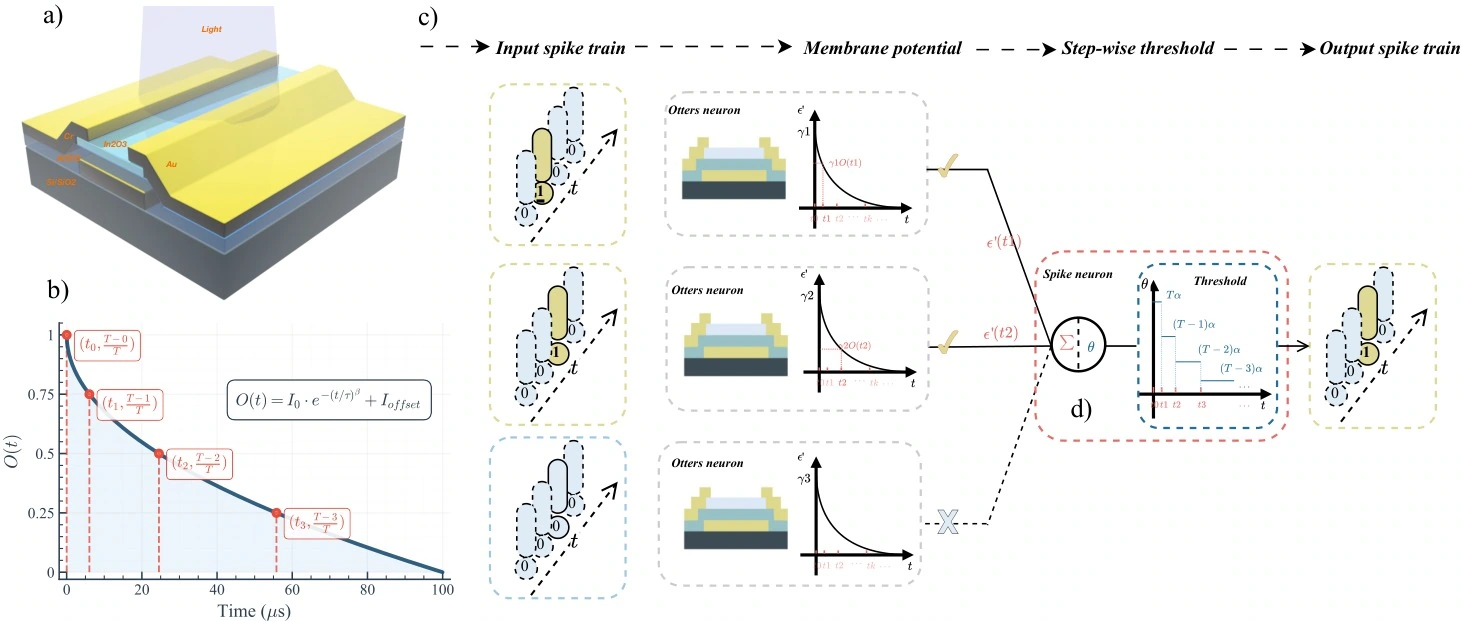 a)
Light
Cr
In2O3
Au
Si/SiO2
b)
O(t)
1
0.75
0.5
0.25
0
0
20
40
60
80
100
Time (μs)
(t₀, T−0/T)
(t₁, T−1/T)
(t₂, T−2/T)
(t₃, T−3/T)
O(t) = I₀ · e^{−(t/τ)^β} + I_offset
c)
Input spike train
Membrane potential
Step-wise threshold
Output spike train
0
1
0
0
t
Otters neuron
ϵ'
γ1
γ1O(t1)
t1 t2 ... tk ...
t
ϵ'(t1)
0
0
1
0
t
Otters neuron
ϵ'
γ2
γ2O(t2)
t1 t2 ... tk ...
t
ϵ'(t2)
0
0
0
0
t
Otters neuron
ϵ'
γ3
t1 t2 ... tk ...
t
X
Spike neuron
Σ
θ
d)
Threshold
θ
Tα
(T−1)α
(T−2)α
(T−3)α
...
0 t1 t2 t3 ...
t
0
0
1
0
t